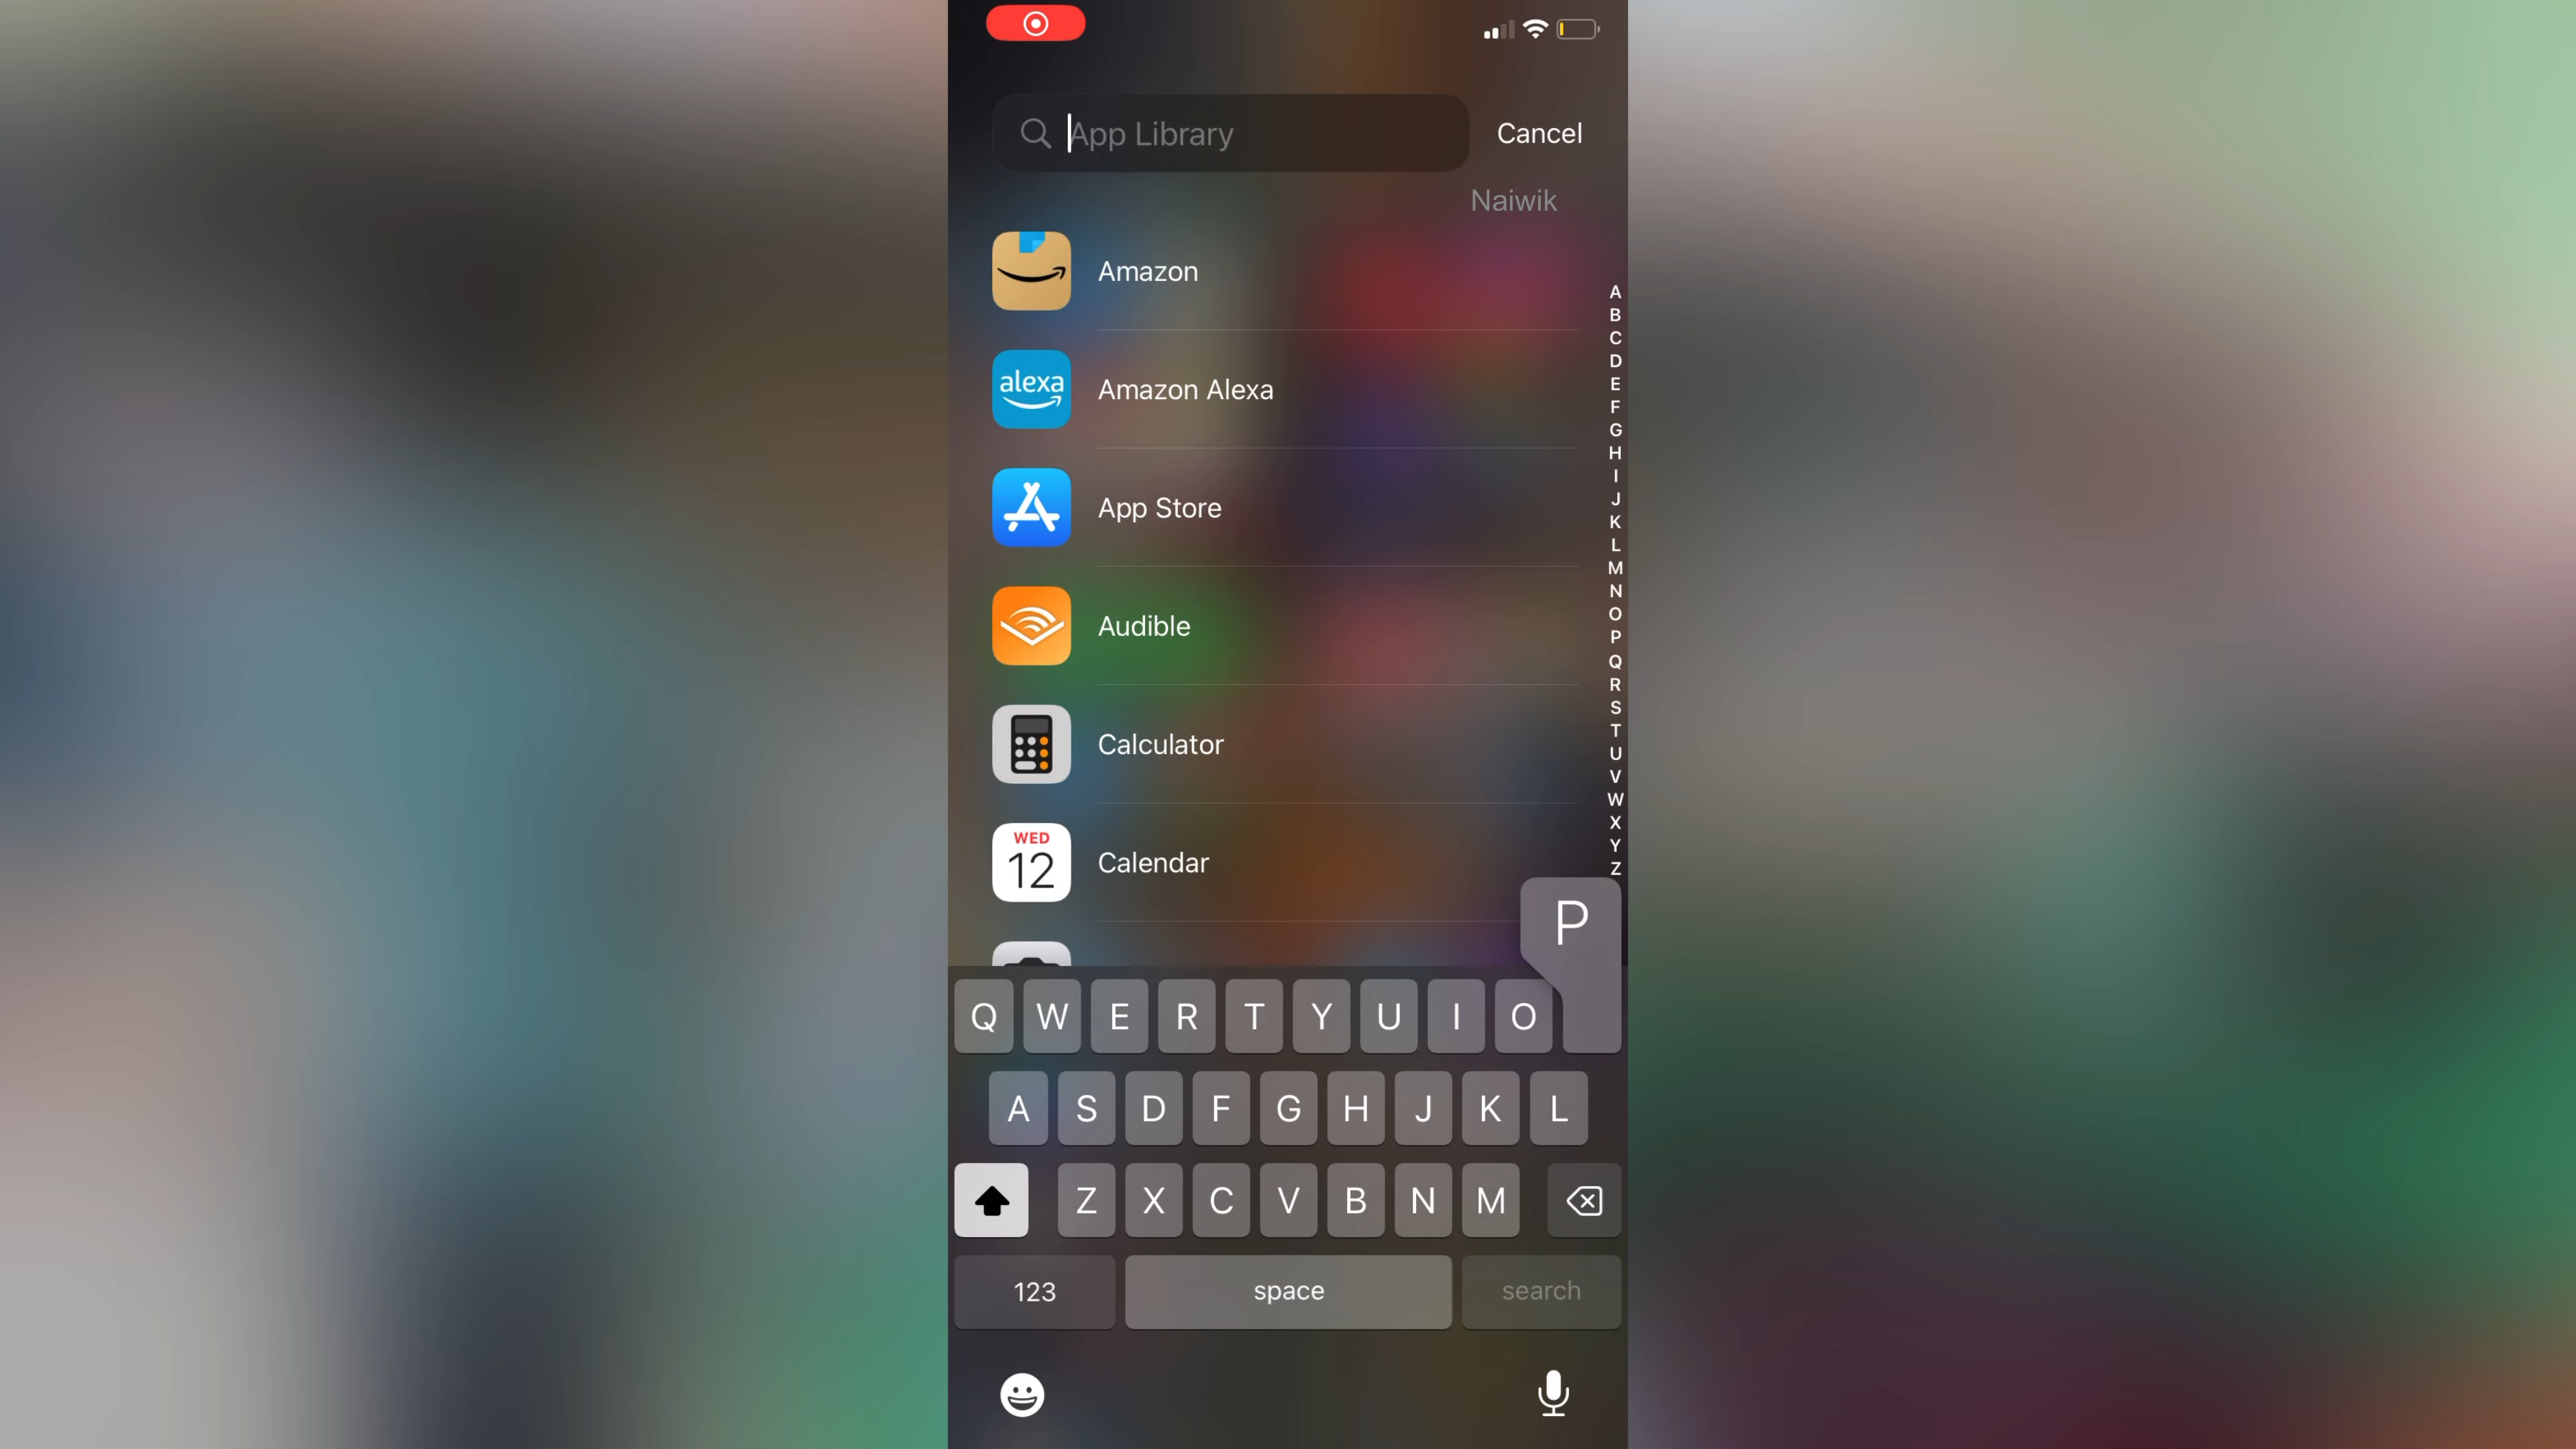 App Library
Cancel
Naiwik
Amazon
alexa
Amazon Alexa
App Store
Audible
Calculator
WED
12
Calendar
A
B
C
D
E
F
G
H
I
J
K
L
M
N
O
P
Q
R
S
T
U
V
W
X
Y
Z
P
Q W E R T Y U I O
A S D F G H J K L
Z X C V B N M
123 space search